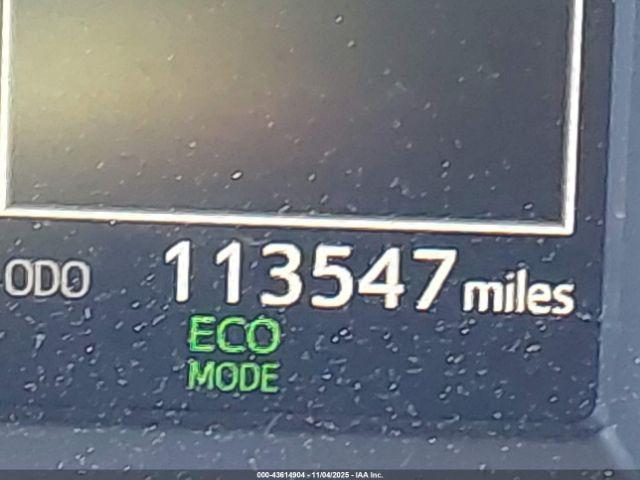 ODO 113547 miles
ECO
MODE
000-43614904 - 11/04/2025 - IAA Inc.